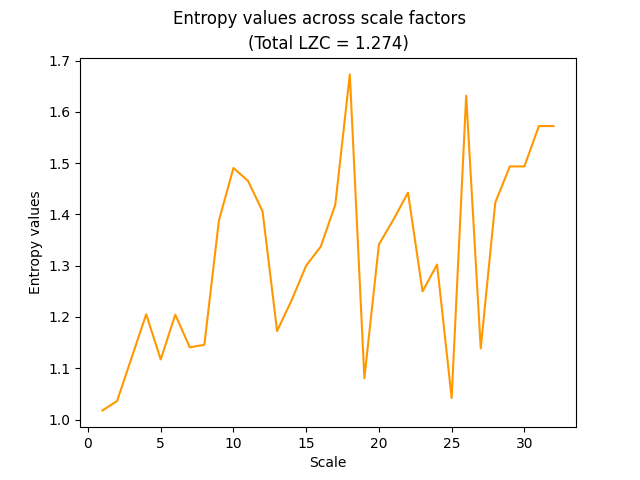 Entropy values across scale factors
(Total LZC = 1.274)
1.7
1.6
1.5
1.4
1.3
1.2
1.1
1.0
Entropy values
0 5 10 15 20 25 30
Scale